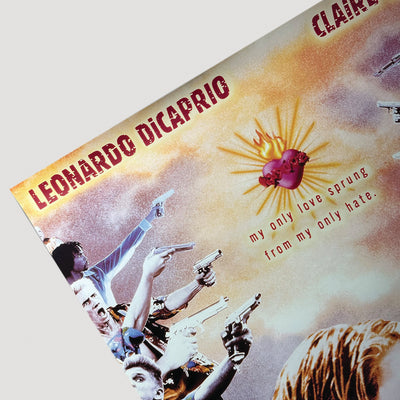 LEONARDO DiCAPRIO
CLAIRE
my only love sprung
from my only hate.